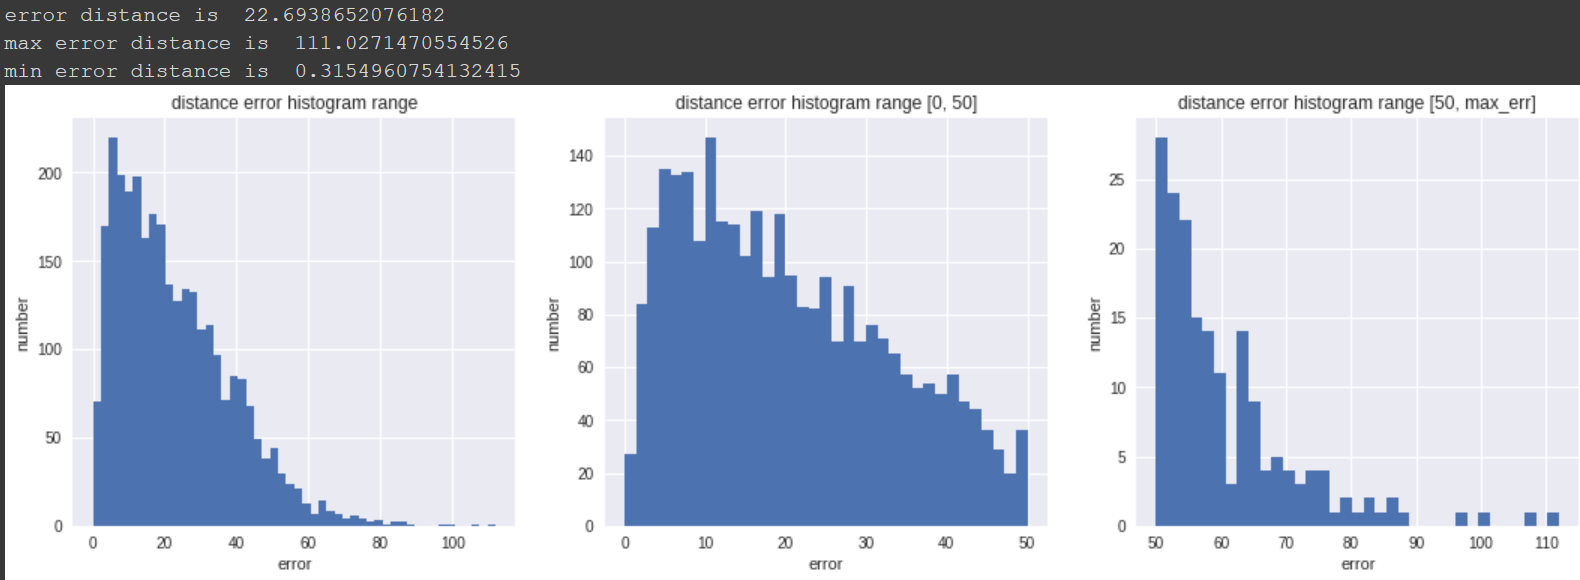 error distance is  22.6938652076182
max error distance is  111.0271470554526
min error distance is  0.3154960754132415
distance error histogram range
number
200
150
100
50
0
0 20 40 60 80 100
error
distance error histogram range [0, 50]
number
140
120
100
80
60
40
20
0
0 10 20 30 40 50
error
distance error histogram range [50, max_err]
number
25
20
15
10
5
0
50 60 70 80 90 100 110
error